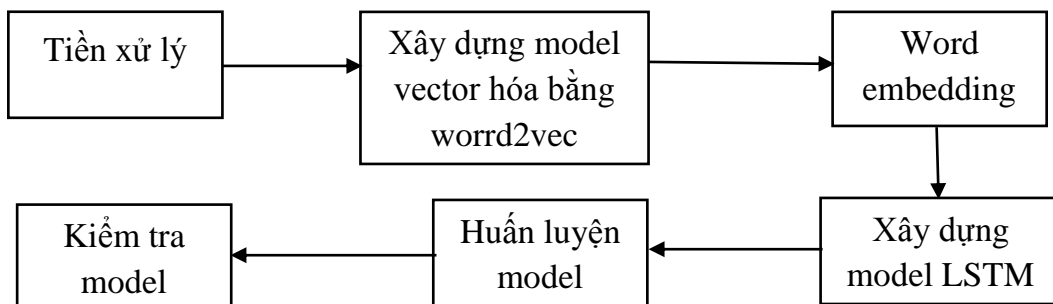 Tiền xử lý
Xây dựng model
vector hóa bằng
worrd2vec
Word
embedding
Xây dựng
model LSTM
Huấn luyện
model
Kiểm tra
model